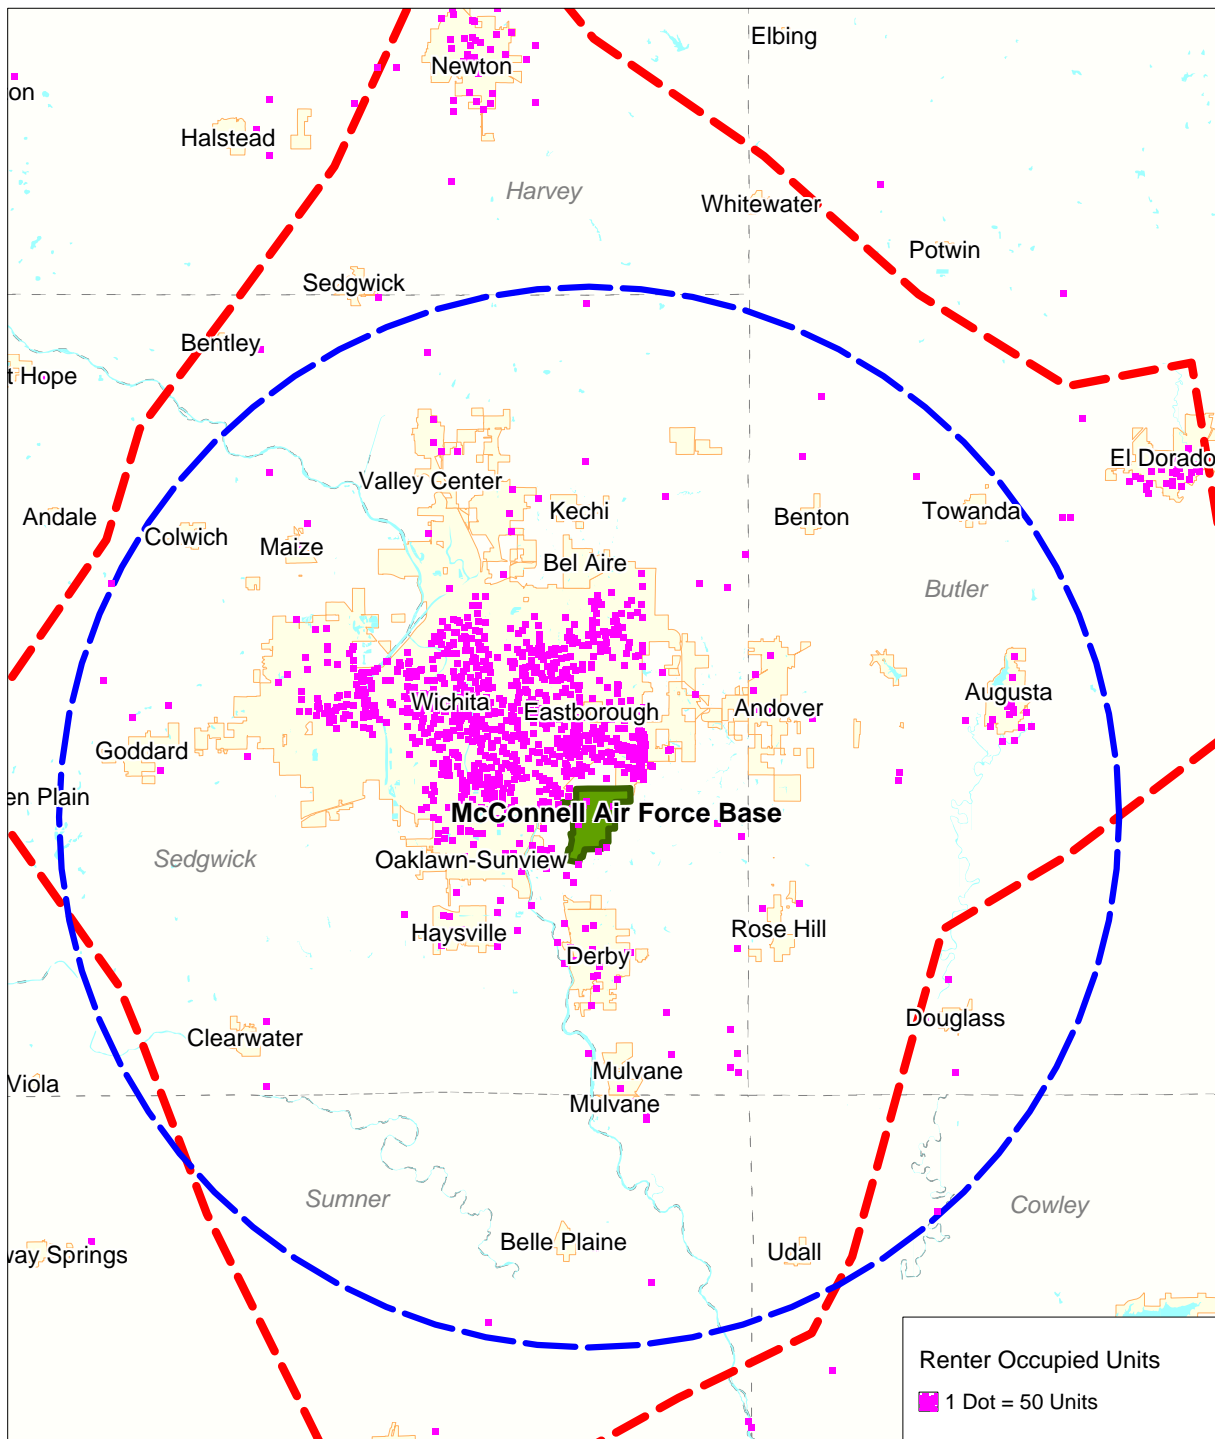 Elbing
Newton
on
Halstead
Harvey
Whitewater
Potwin
Sedgwick
Bentley
t Hope
El Dorado
Valley Center
Andale
Kechi
Benton
Towanda
Colwich
Maize
Bel Aire
Butler
Augusta
Wichita
Eastborough
Andover
Goddard
en Plain
McConnell Air Force Base
Sedgwick
Oaklawn-Sunview
Haysville
Rose Hill
Derby
Douglass
Clearwater
Mulvane
Viola
Mulvane
Sumner
Cowley
Belle Plaine
Udall
way Springs
Renter Occupied Units
1 Dot = 50 Units